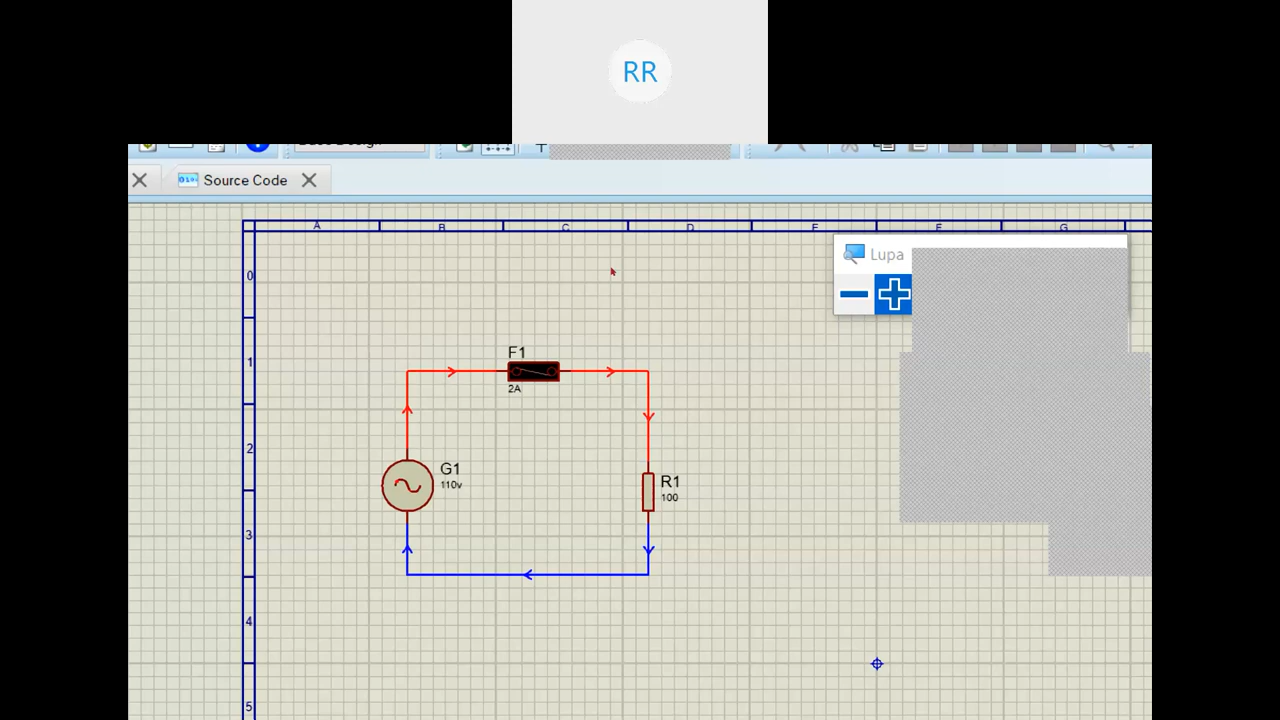 RR
Source Code
A B C D E F G
Lupa
0
1
F1
2A
2
G1
110v
R1
100
3
4
5